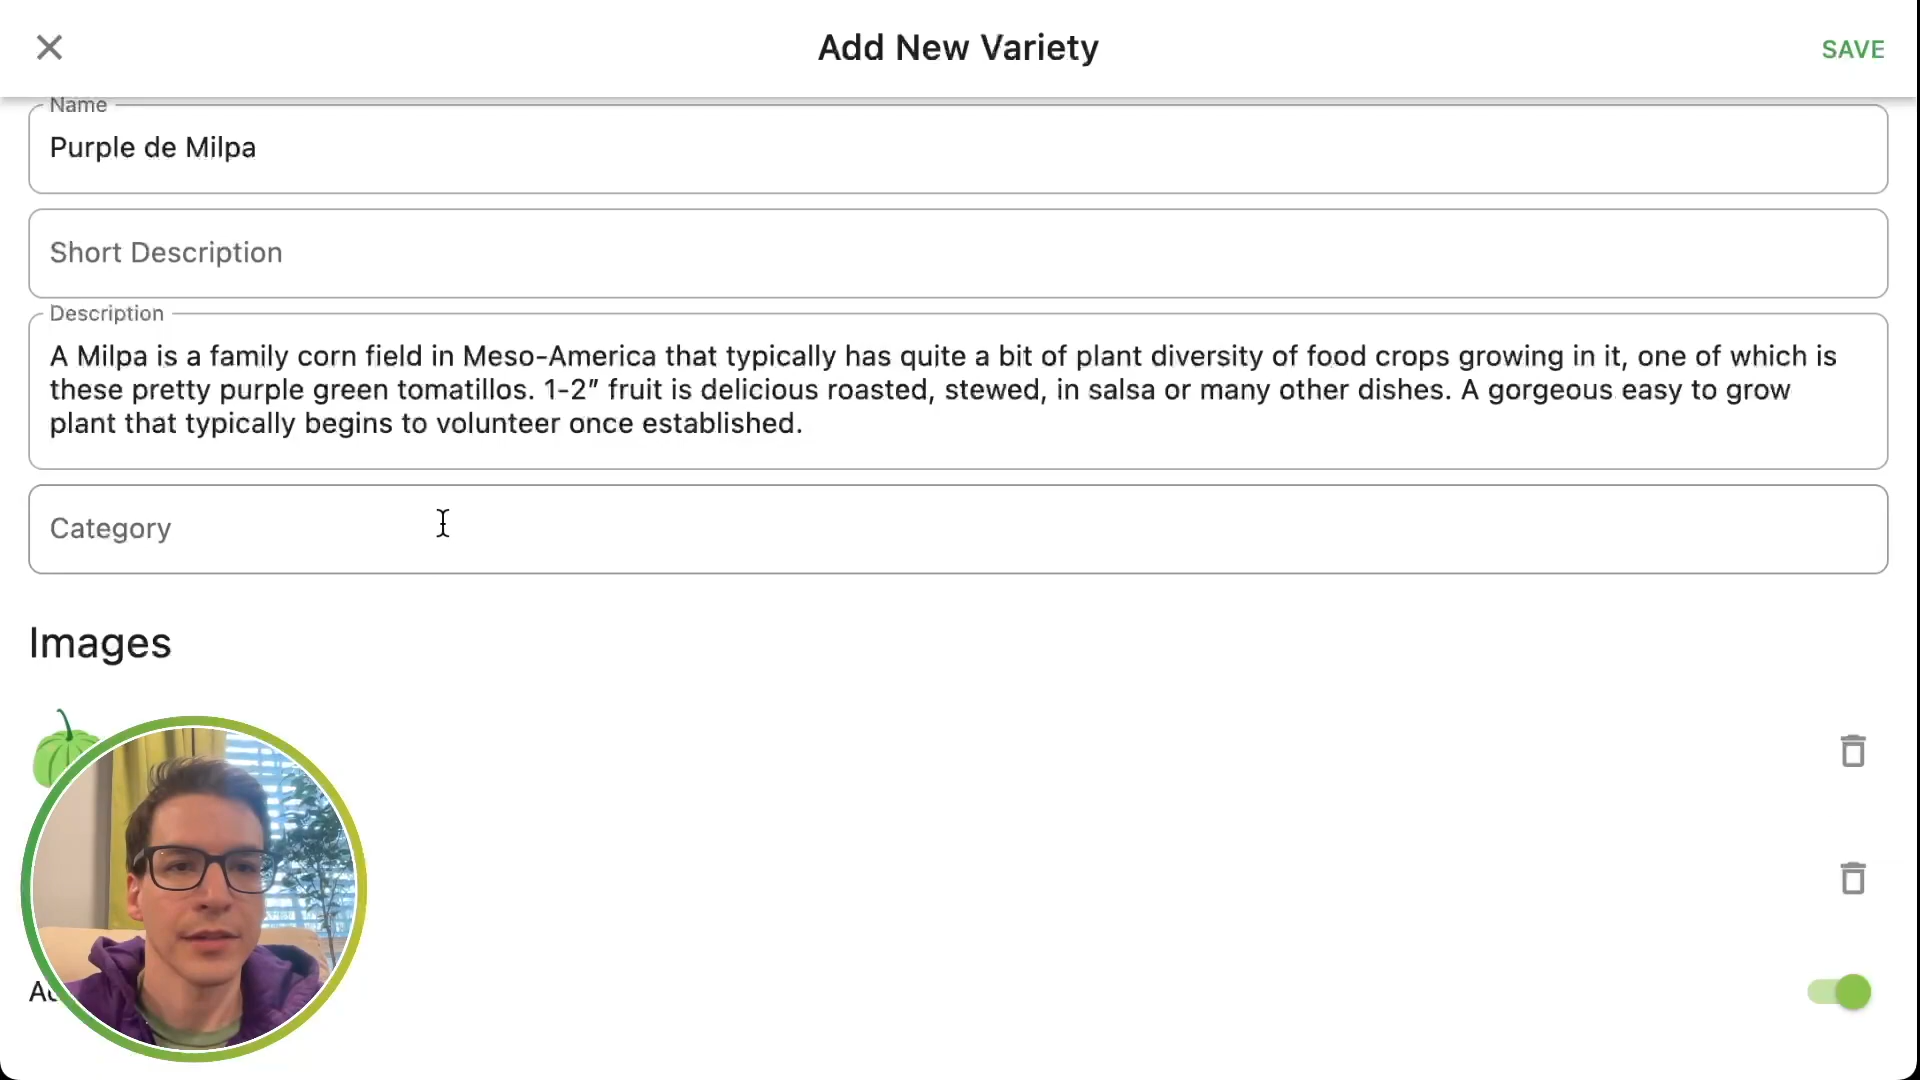 Add New Variety
SAVE
Name
Purple de Milpa
Short Description
Description
A Milpa is a family corn field in Meso-America that typically has quite a bit of plant diversity of food crops growing in it, one of which is
these pretty purple green tomatillos. 1-2” fruit is delicious roasted, stewed, in salsa or many other dishes. A gorgeous easy to grow
plant that typically begins to volunteer once established.
Category
Images